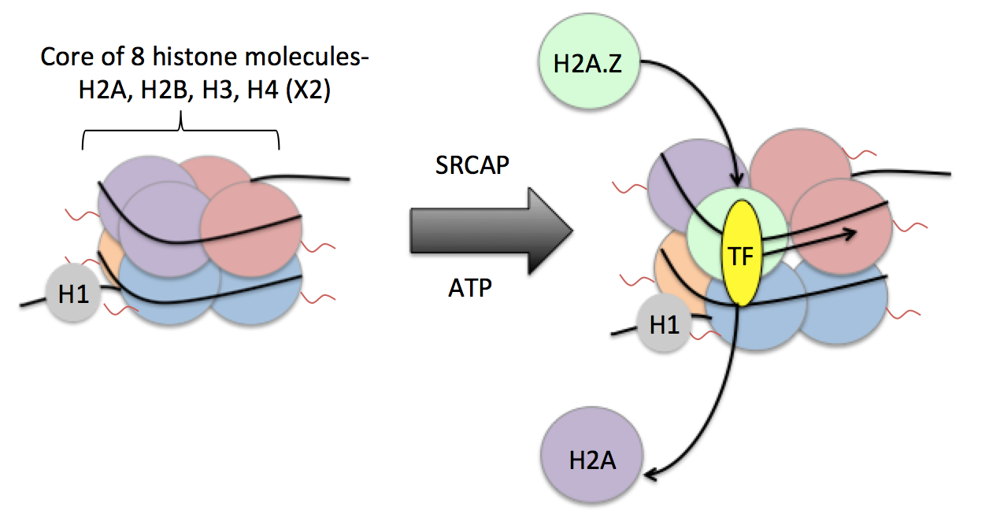 Core of 8 histone molecules-
H2A, H2B, H3, H4 (X2)
H1
SRCAP
ATP
H2A.Z
TF
H1
H2A